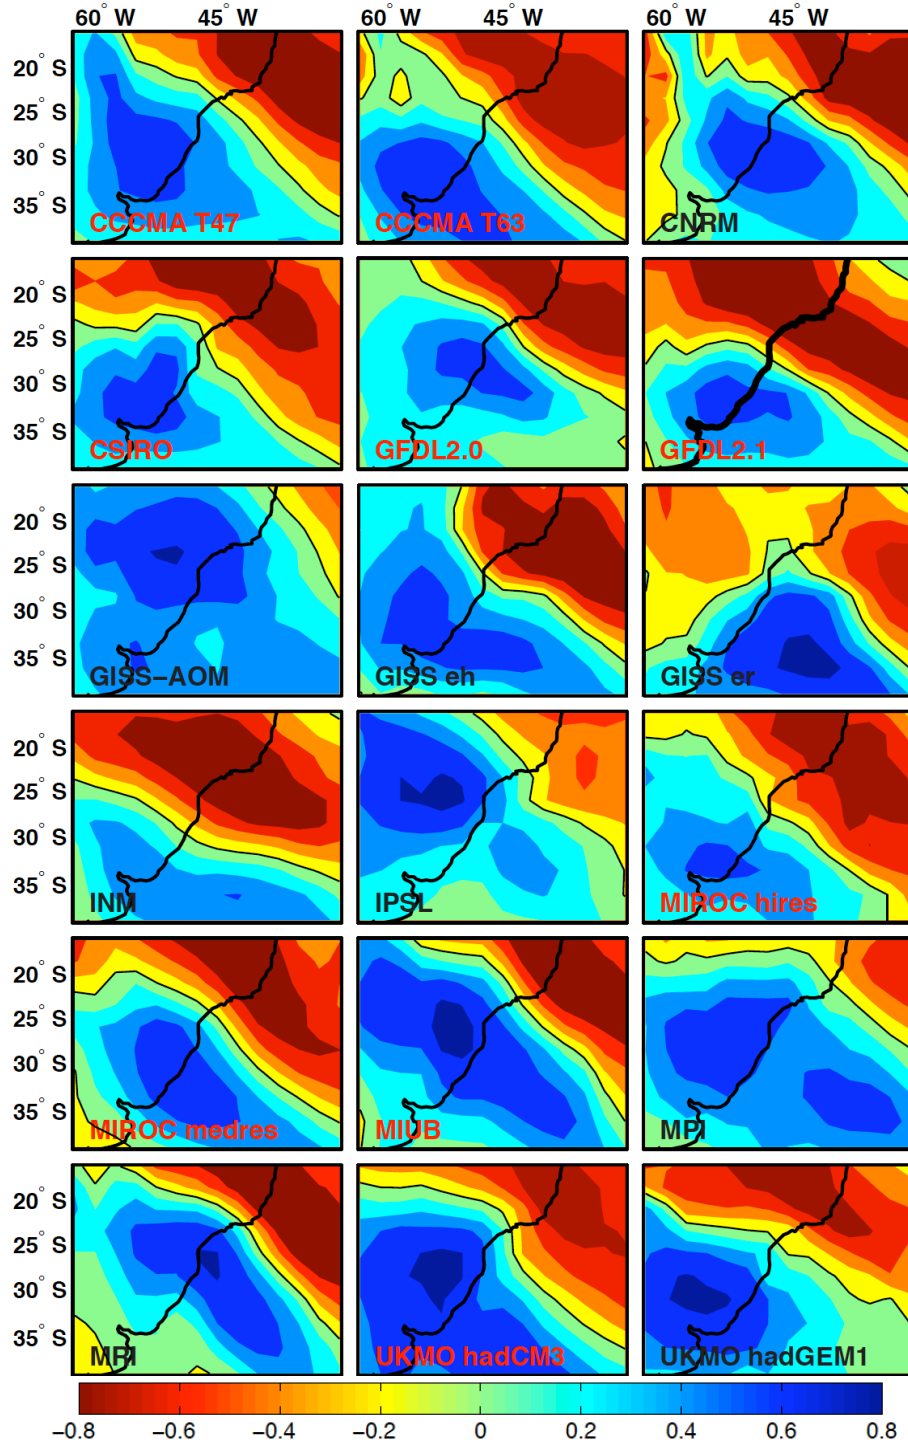 60° W 45° W 60° W 45° W 60° W 45° W
20° S
25° S
30° S
35° S
CCCMA T47 CCCMA T63 CNRM
20° S
25° S
30° S
35° S
CSIRO GFDL2.0 GFDL2.1
20° S
25° S
30° S
35° S
GISS−AOM GISS eh GISS er
20° S
25° S
30° S
35° S
INM IPSL MIROC hires
20° S
25° S
30° S
35° S
MIROC medres MIUB MPI
20° S
25° S
30° S
35° S
MRI UKMO hadCM3 UKMO hadGEM1
−0.8 −0.6 −0.4 −0.2 0 0.2 0.4 0.6 0.8